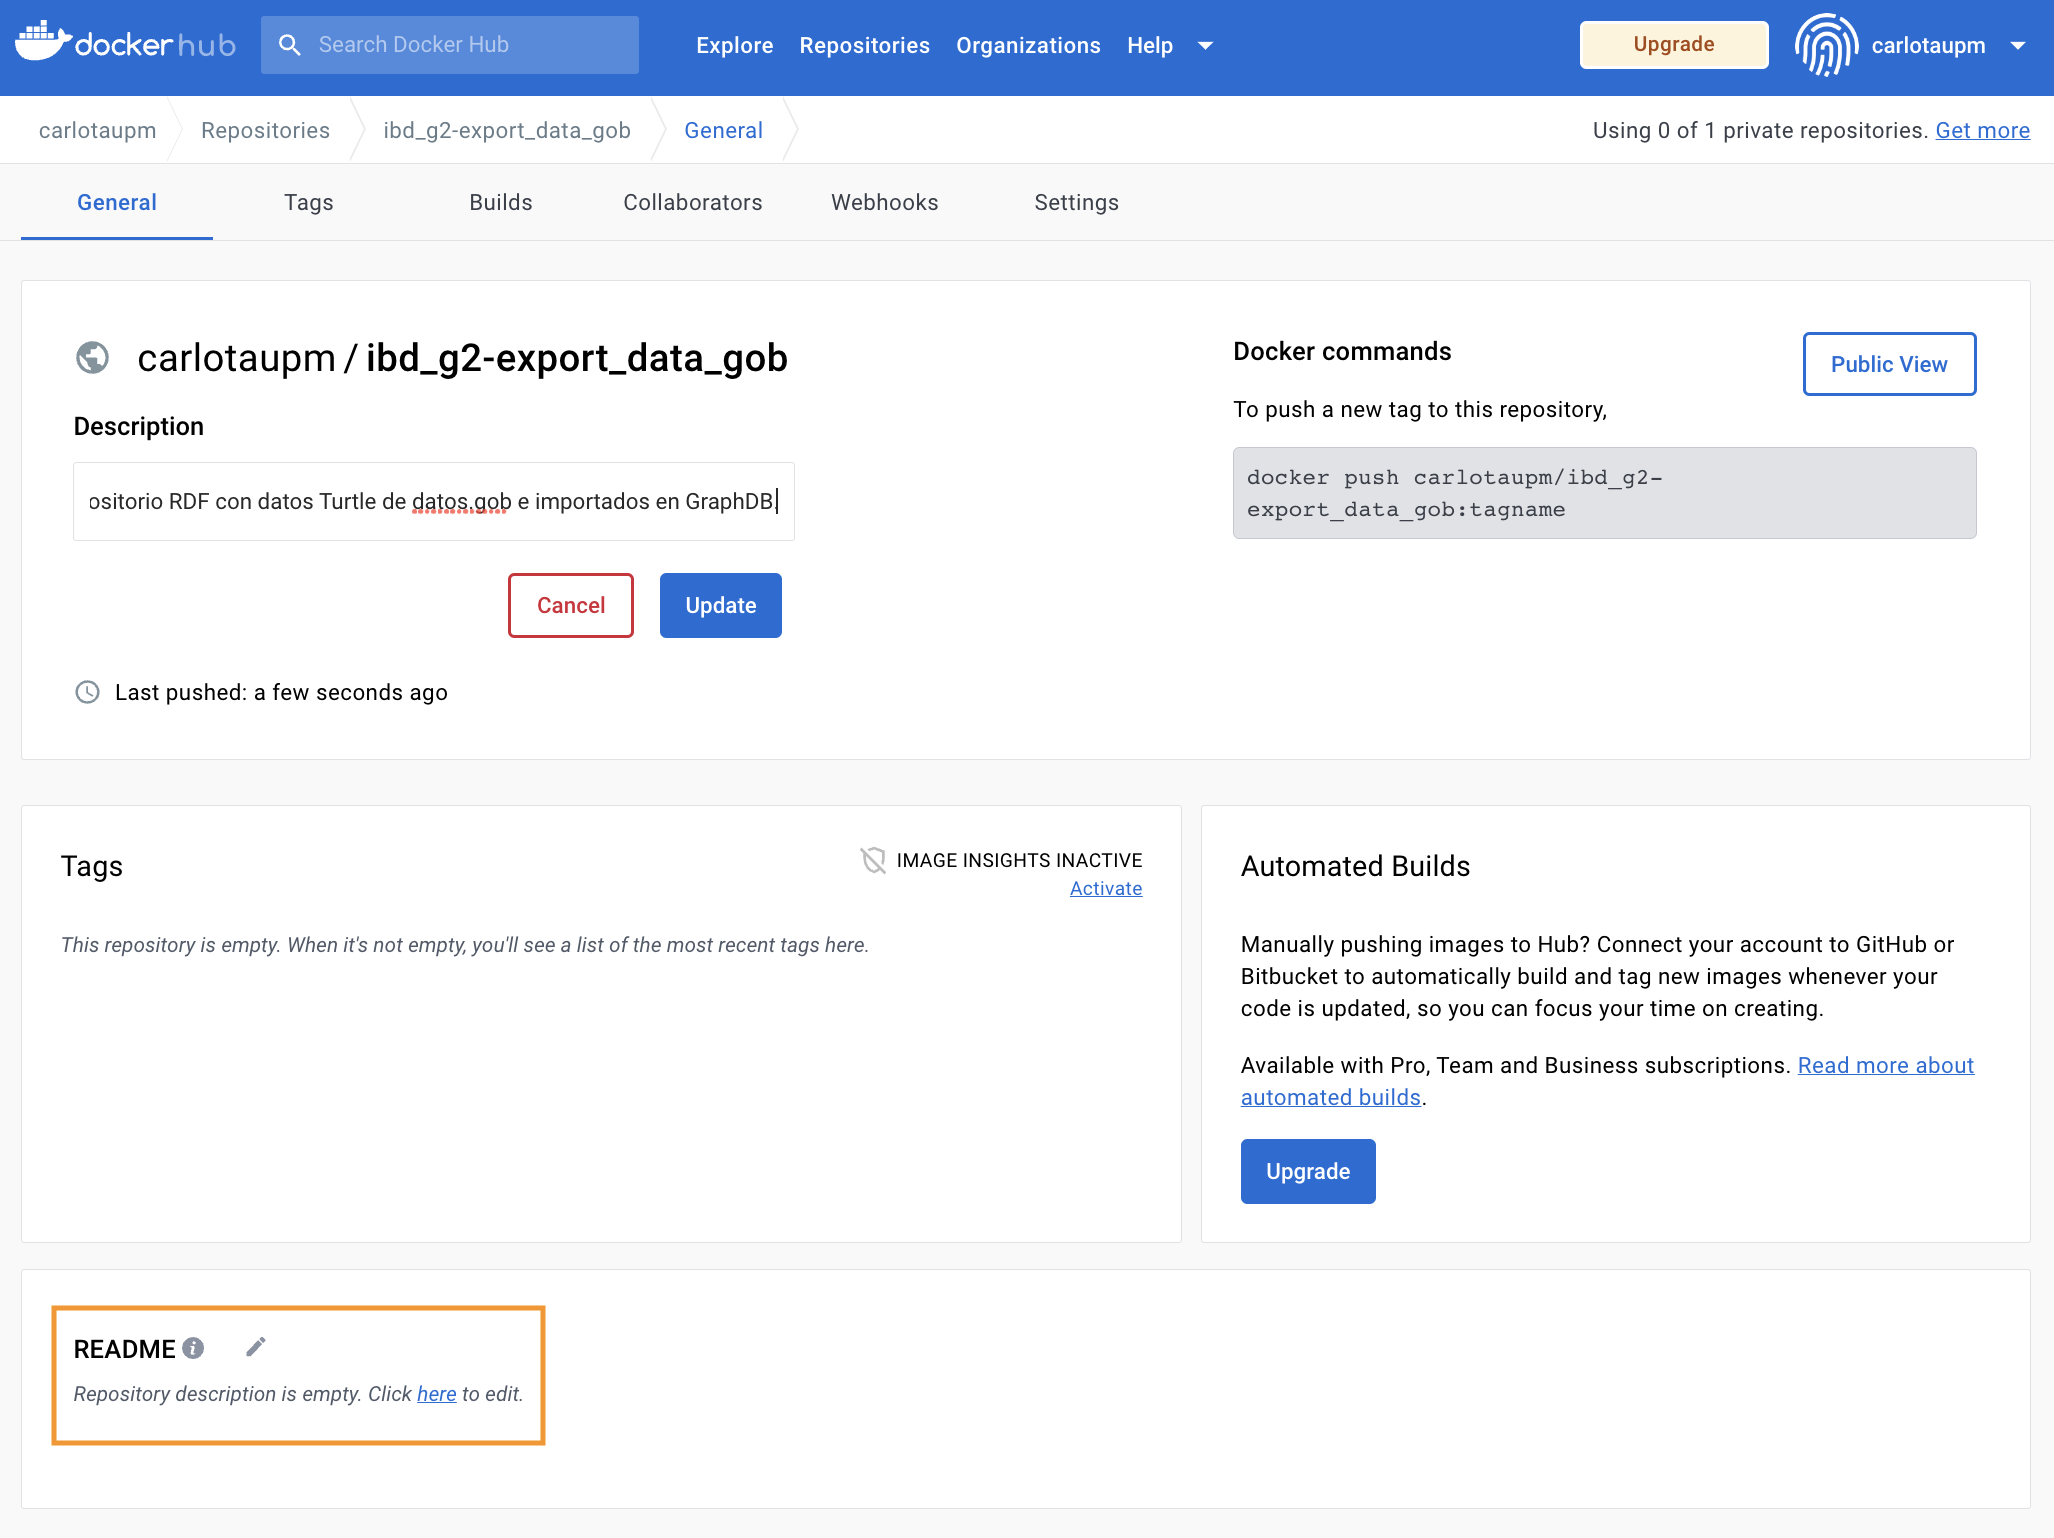 docker hub
Search Docker Hub
Explore Repositories Organizations Help
Upgrade
carlotaupm
carlotaupm Repositories ibd_g2-export_data_gob General
Using 0 of 1 private repositories. Get more
General Tags Builds Collaborators Webhooks Settings
carlotaupm / ibd_g2-export_data_gob
Description
ositorio RDF con datos Turtle de datos.gob e importados en GraphDB.
Cancel Update
Last pushed: a few seconds ago
Docker commands
Public View
To push a new tag to this repository,
docker push carlotaupm/ibd_g2-
export_data_gob:tagname
Tags
IMAGE INSIGHTS INACTIVE
Activate
This repository is empty. When it's not empty, you'll see a list of the most recent tags here.
Automated Builds
Manually pushing images to Hub? Connect your account to GitHub or
Bitbucket to automatically build and tag new images whenever your
code is updated, so you can focus your time on creating.
Available with Pro, Team and Business subscriptions. Read more about
automated builds.
Upgrade
README
Repository description is empty. Click here to edit.